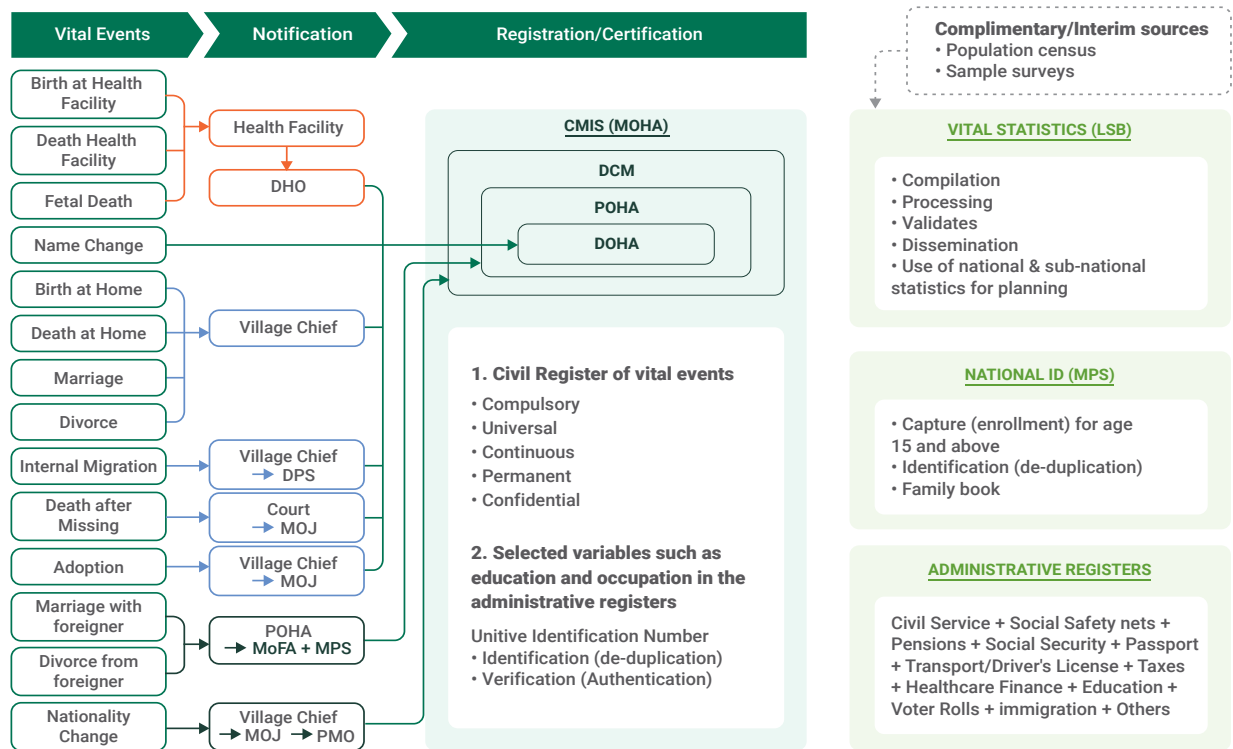 Vital Events
Notification
Registration/Certification
Birth at Health
Facility
Death Health
Facility
Fetal Death
Name Change
Birth at Home
Death at Home
Marriage
Divorce
Internal Migration
Death after
Missing
Adoption
Marriage with
foreigner
Divorce from
foreigner
Nationality
Change
Health Facility
DHO
Village Chief
Village Chief
→ DPS
Court
→ MOJ
Village Chief
→ MOJ
POHA
→ MoFA + MPS
Village Chief
→ MOJ → PMO
CMIS (MOHA)
DCM
POHA
DOHA
1. Civil Register of vital events
• Compulsory
• Universal
• Continuous
• Permanent
• Confidential
2. Selected variables such as
education and occupation in the
administrative registers
Unitive Identification Number
• Identification (de-duplication)
• Verification (Authentication)
Complimentary/Interim sources
• Population census
• Sample surveys
VITAL STATISTICS (LSB)
• Compilation
• Processing
• Validates
• Dissemination
• Use of national & sub-national
statistics for planning
NATIONAL ID (MPS)
• Capture (enrollment) for age
15 and above
• Identification (de-duplication)
• Family book
ADMINISTRATIVE REGISTERS
Civil Service + Social Safety nets +
Pensions + Social Security + Passport
+ Transport/Driver's License + Taxes
+ Healthcare Finance + Education +
Voter Rolls + immigration + Others